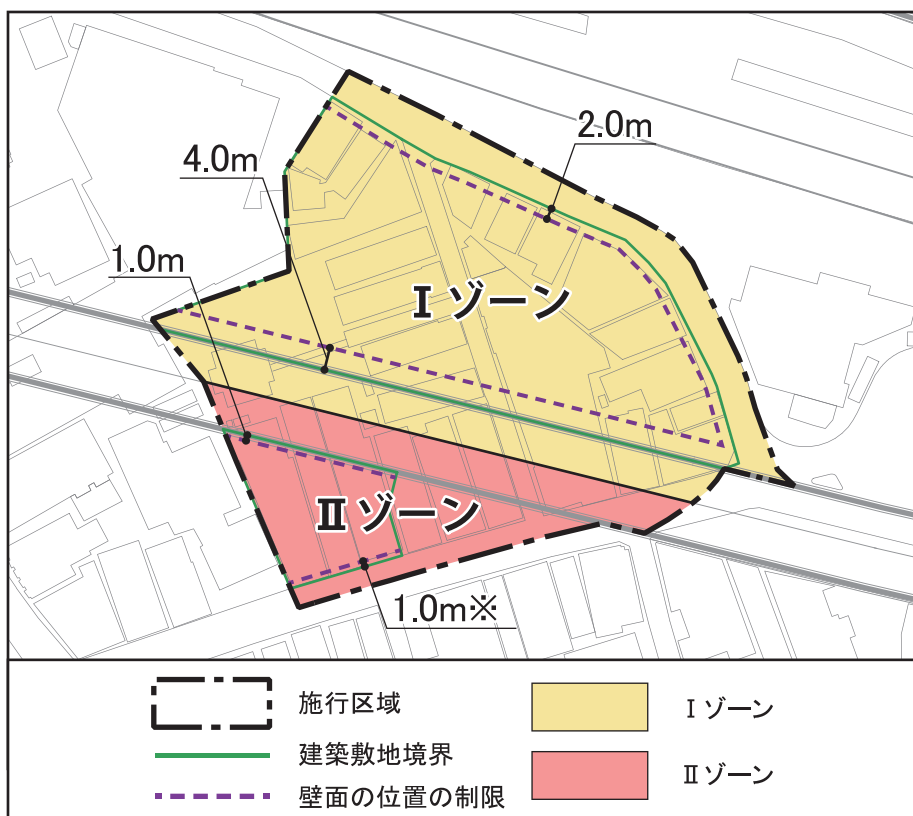 2.0m
4.0m
1.0m
Ⅰゾーン
Ⅱゾーン
1.0m※
施行区域
建築敷地境界
壁面の位置の制限
Ⅰゾーン
Ⅱゾーン